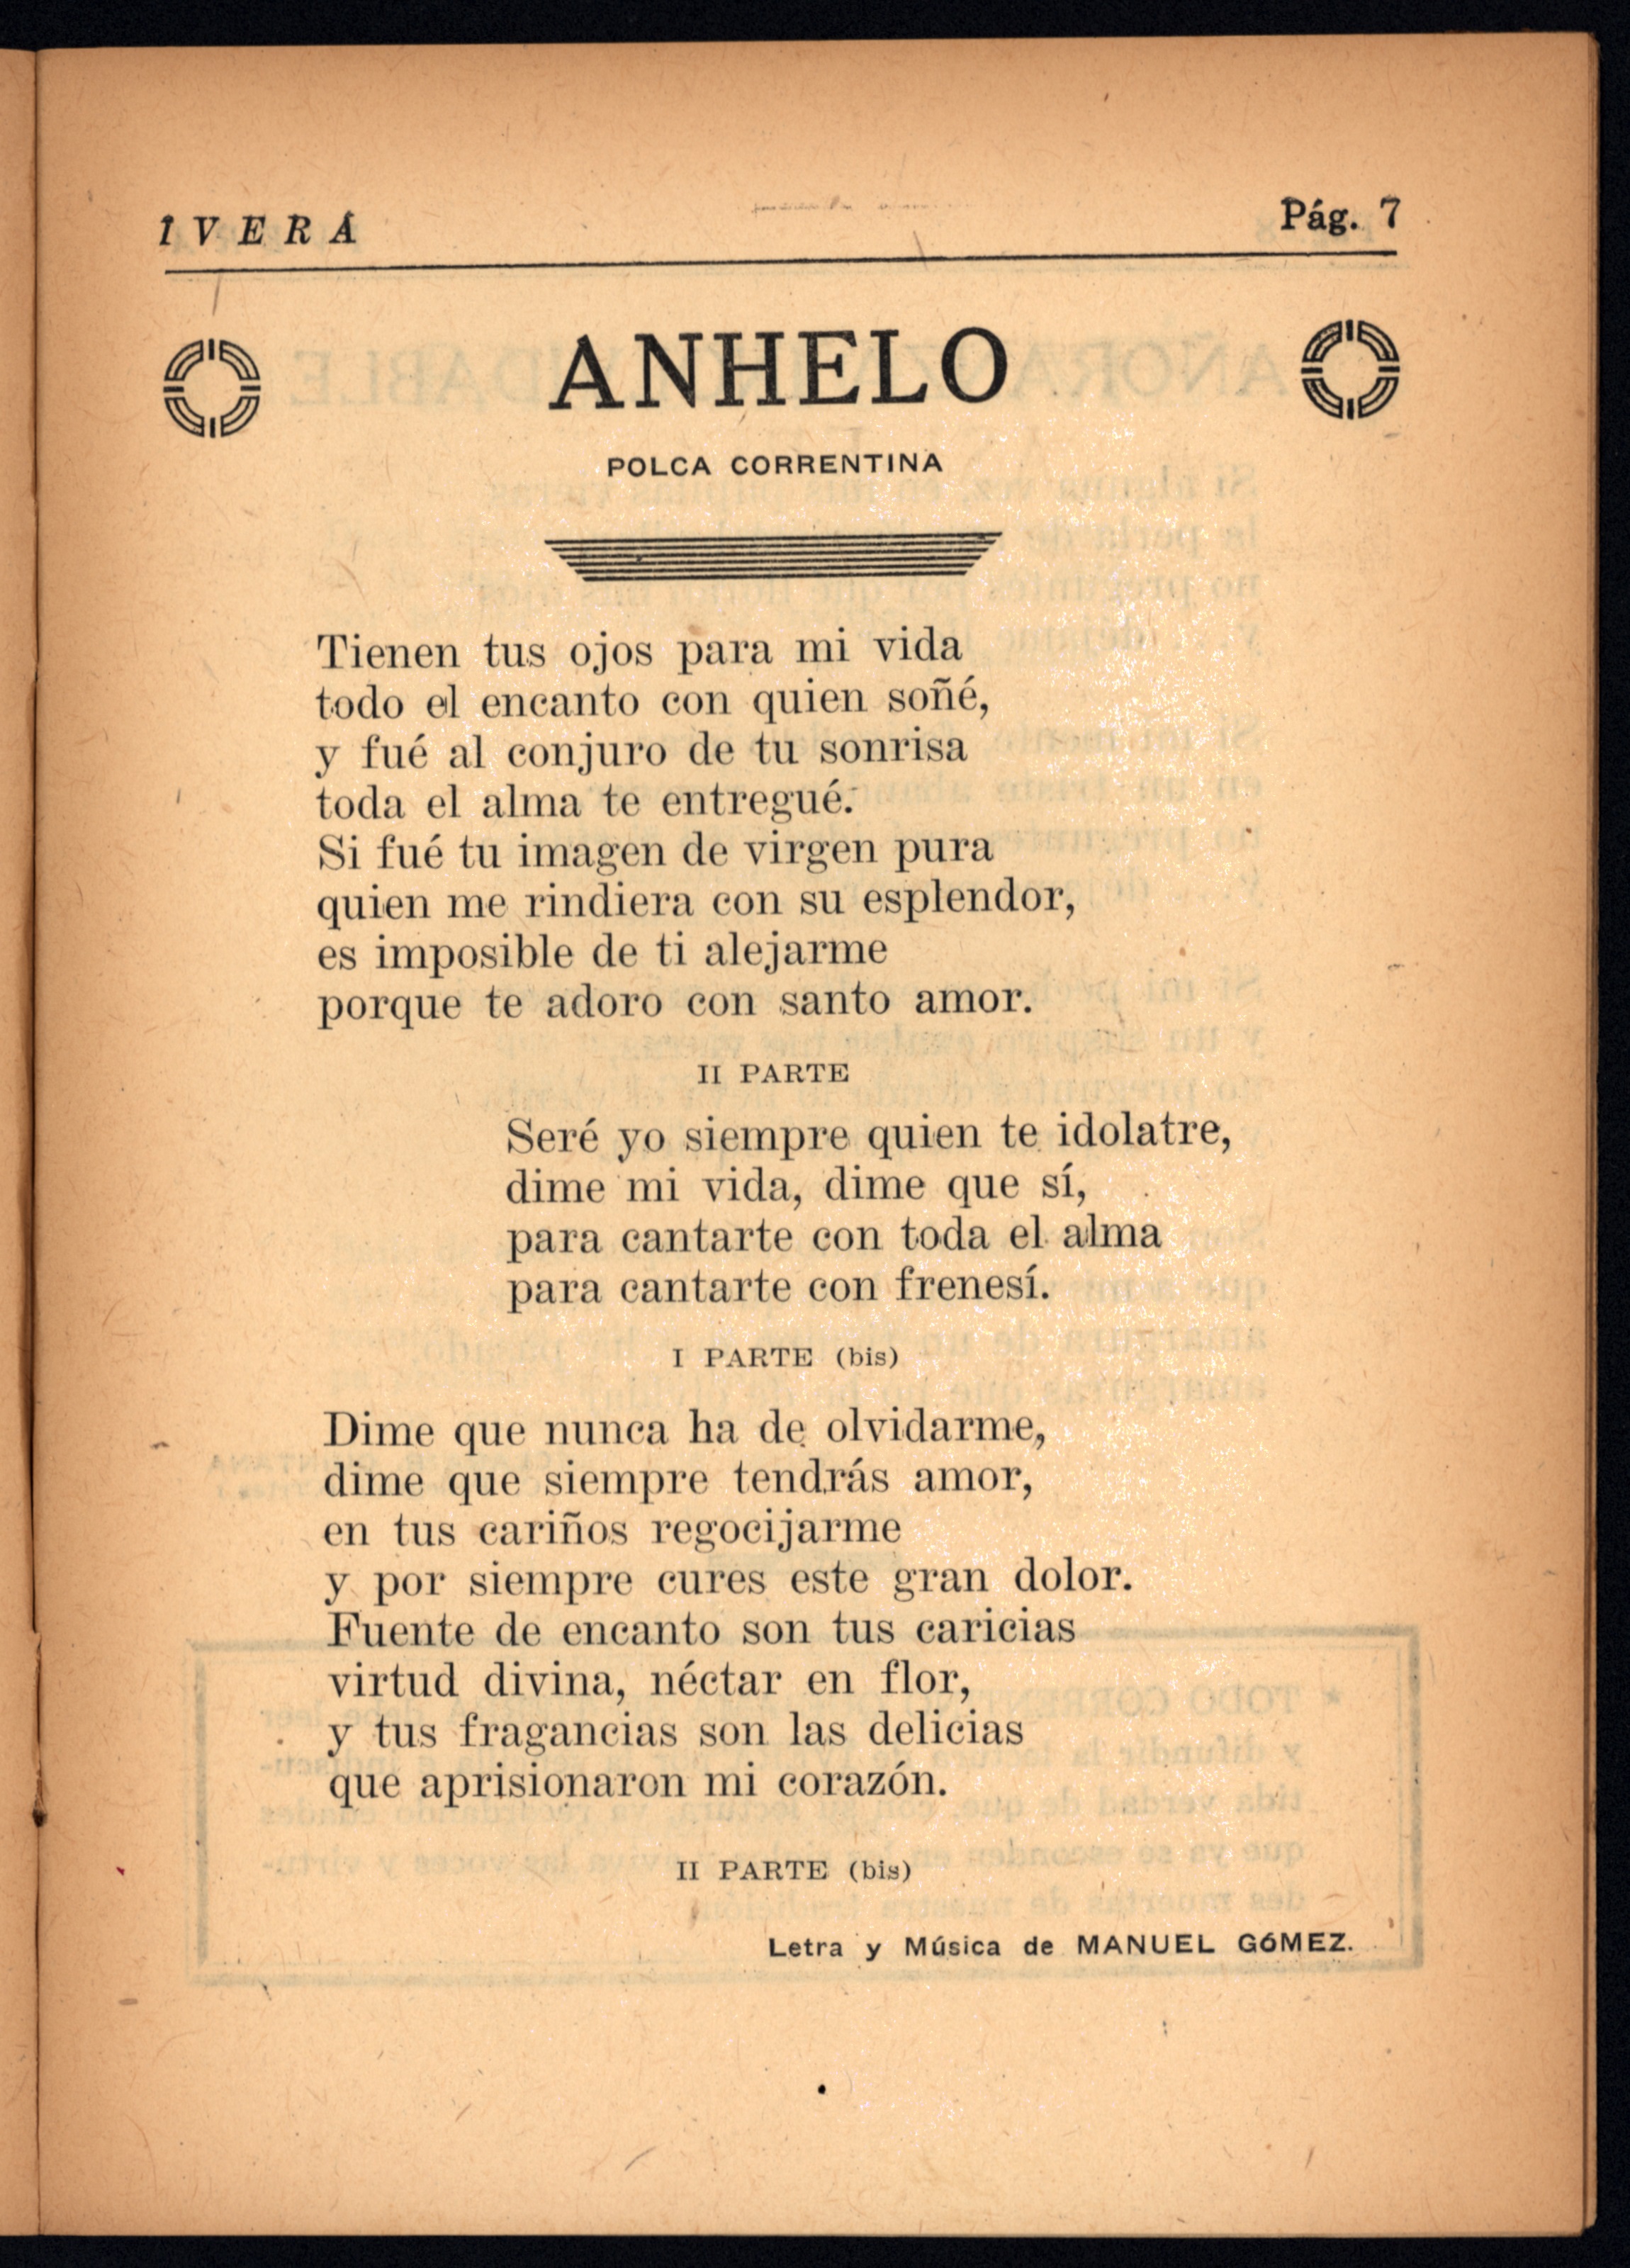 IVERÁ
Pág. 7
ANHELO
POLCA CORRENTINA
Tienen tus ojos para mi vida
todo el encanto con quien soñé,
y fué al conjuro de tu sonrisa
toda el alma te entregué.
Si fué tu imagen de virgen pura
quien me rindiera con su esplendor,
es imposible de ti alejarme
porque te adoro con santo amor.
II PARTE
Seré yo siempre quien te idolatre,
dime mi vida, dime que sí,
para cantarte con toda el alma
para cantarte con frenesí.
I PARTE (bis)
Dime que nunca ha de olvidarme,
dime que siempre tendrás amor,
en tus cariños regocijarme
y por siempre cures este gran dolor.
Fuente de encanto son tus caricias
virtud divina, néctar en flor,
y tus fragancias son las delicias
que aprisionaron mi corazón.
II PARTE (bis)
Letra y Música de MANUEL GóMEZ.